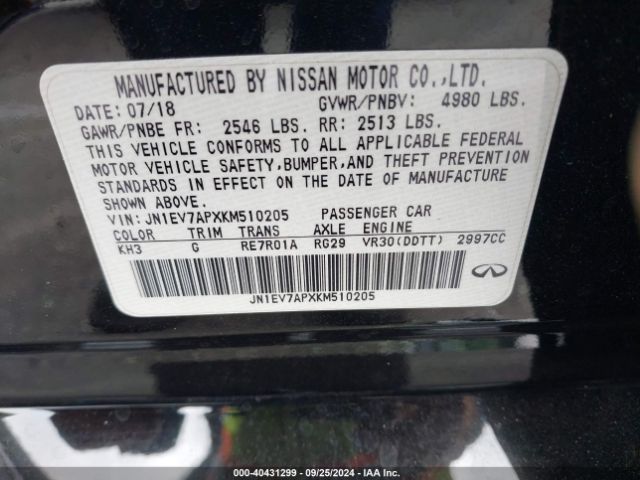 MANUFACTURED BY NISSAN MOTOR CO.,LTD.
DATE: 07/18 GVWR/PNBV: 4980 LBS.
GAWR/PNBE FR: 2546 LBS. RR: 2513 LBS.
THIS VEHICLE CONFORMS TO ALL APPLICABLE FEDERAL
MOTOR VEHICLE SAFETY,BUMPER,AND THEFT PREVENTION
STANDARDS IN EFFECT ON THE DATE OF MANUFACTURE
SHOWN ABOVE.
VIN: JN1EV7APXKM510205 PASSENGER CAR
COLOR TRIM TRANS AXLE ENGINE
KH3 G RE7R01A RG29 VR30(DDTT) 2997CC
JN1EV7APXKM510205
000-40431299 - 09/25/2024 - IAA Inc.